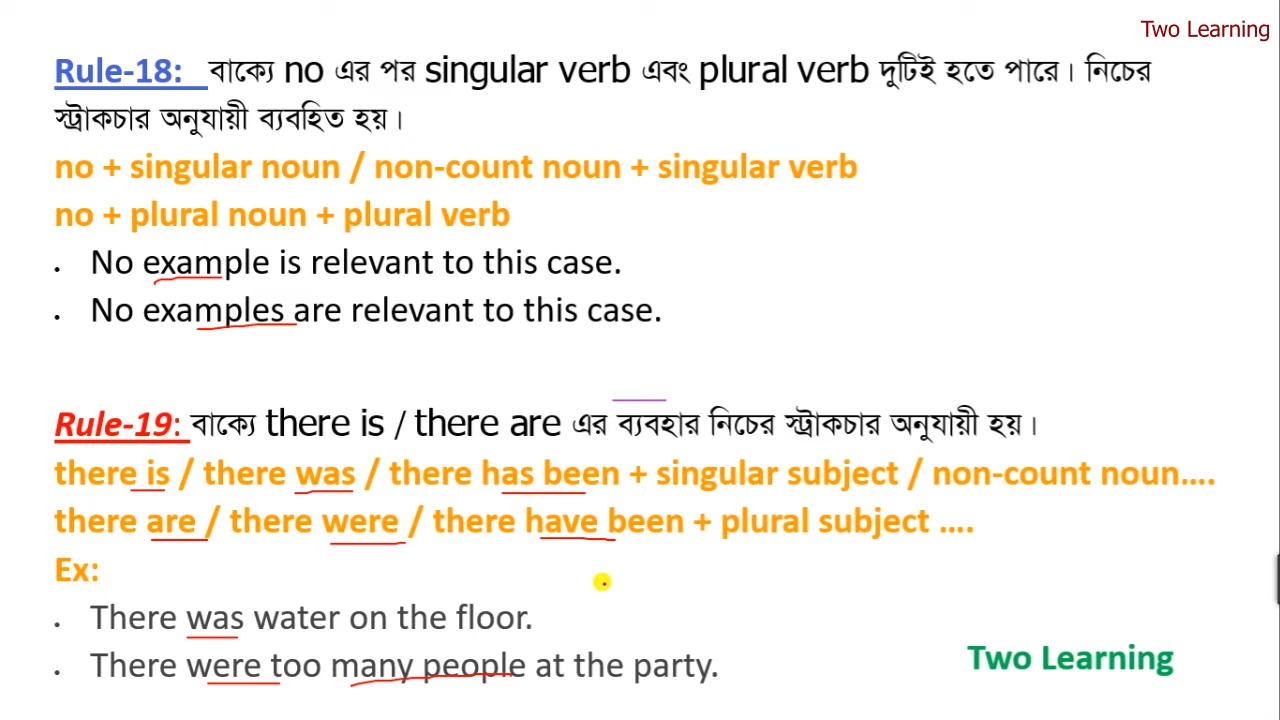 Two Learning
Rule-18: বাক্যে no এর পর singular verb এবং plural verb দুটিই হতে পারে। নিচের
স্ট্রাকচার অনুযায়ী ব্যবহিত হয়।
no + singular noun / non-count noun + singular verb
no + plural noun + plural verb
• No example is relevant to this case.
• No examples are relevant to this case.
Rule-19: বাক্যে there is / there are এর ব্যবহার নিচের স্ট্রাকচার অনুযায়ী হয়।
there is / there was / there has been + singular subject / non-count noun….
there are / there were / there have been + plural subject ….
Ex:
• There was water on the floor.
• There were too many people at the party.
Two Learning